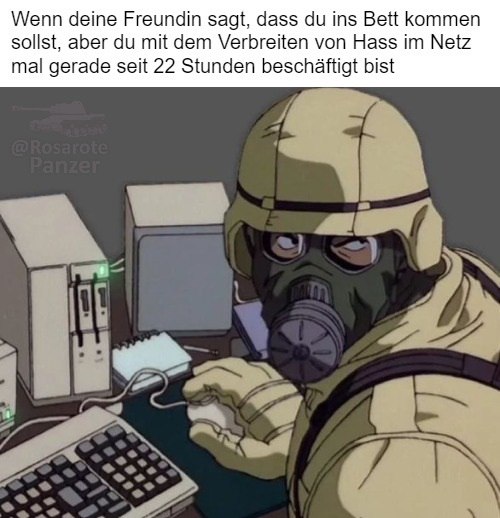 Wenn deine Freundin sagt, dass du ins Bett kommen
sollst, aber du mit dem Verbreiten von Hass im Netz
mal gerade seit 22 Stunden beschäftigt bist
@Rosarote
Panzer